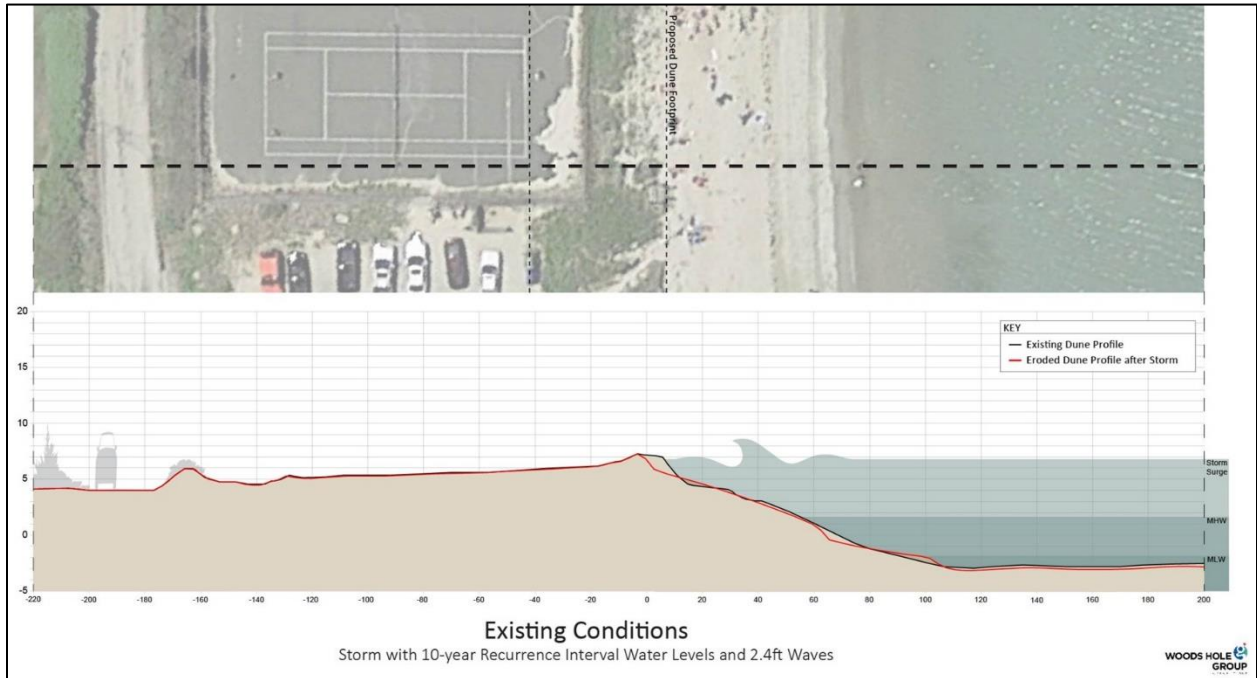 Proposed Dune Footprint
20
15
10
5
0
-5
KEY
Existing Dune Profile
Eroded Dune Profile after Storm
Storm
Surge
MHW
MLW
-220 -200 -180 -160 -140 -120 -100 -80 -60 -40 -20 0 20 40 60 80 100 120 140 160 180 200
Existing Conditions
Storm with 10-year Recurrence Interval Water Levels and 2.4ft Waves
WOODS HOLE
GROUP